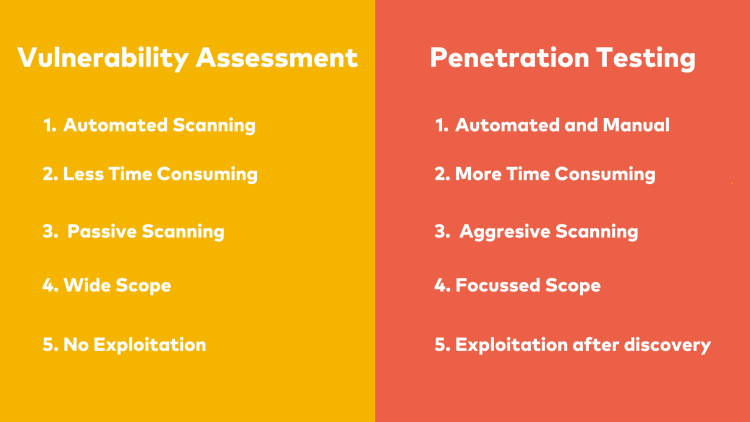 Vulnerability Assessment
1. Automated Scanning
2. Less Time Consuming
3. Passive Scanning
4. Wide Scope
5. No Exploitation
Penetration Testing
1. Automated and Manual
2. More Time Consuming
3. Aggresive Scanning
4. Focussed Scope
5. Exploitation after discovery